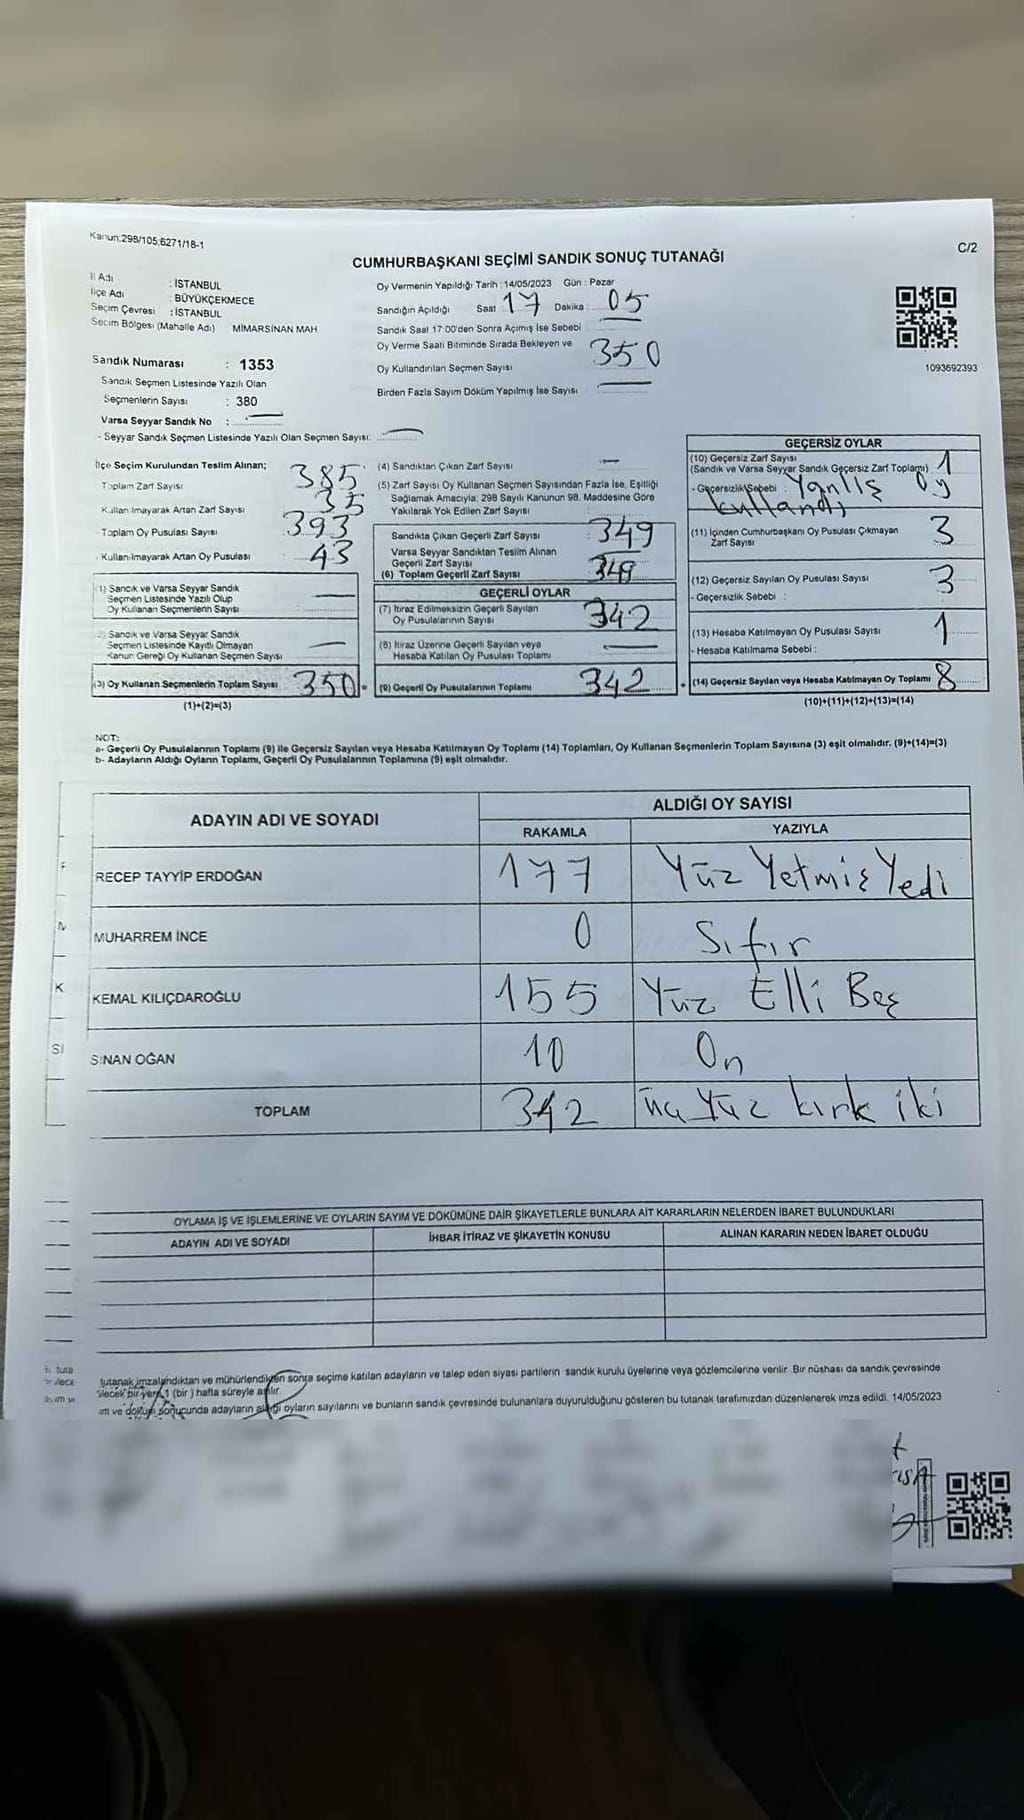 Kanun:298/105;6271/18-1
C/2
CUMHURBAŞKANI SEÇİMİ SANDIK SONUÇ TUTANAĞI
İl Adı : İSTANBUL
İlçe Adı : BÜYÜKÇEKMECE
Seçim Çevresi : İSTANBUL
Seçim Bölgesi (Mahalle Adı) MİMARSİNAN MAH
Oy Vermenin Yapıldığı Tarih : 14/05/2023 Gün : Pazar
Sandığın Açıldığı Saat 17 Dakika : 05
Sandık Saat 17:00'den Sonra Açımış İse Sebebi
Oy Verme Saati Bitiminde Sırada Bekleyen ve
Oy Kullandırılan Seçmen Sayısı 350
Birden Fazla Sayım Döküm Yapılmış İse Sayısı
1093692393
Sandık Numarası : 1353
Sandık Seçmen Listesinde Yazılı Olan
Seçmenlerin Sayısı : 380
Varsa Seyyar Sandık No :
- Seyyar Sandık Seçmen Listesinde Yazılı Olan Seçmen Sayısı:
İlçe Seçim Kurulundan Teslim Alınan;
Toplam Zarf Sayısı 385
Kullanılmayarak Artan Zarf Sayısı 35
Toplam Oy Pusulası Sayısı : 393
Kullanılmayarak Artan Oy Pusulası : 43
(1) Sandık ve Varsa Seyyar Sandık
Seçmen Listesinde Yazılı Olup
Oy Kullanan Seçmenlerin Sayısı
(2) Sandık ve Varsa Seyyar Sandık
Seçmen Listesinde Kayıtlı Olmayan
Kanun Gereği Oy Kullanan Seçmen Sayısı
(3) Oy Kullanan Seçmenlerin Toplam Sayısı 350 =
(1)+(2)=(3)
(4) Sandıktan Çıkan Zarf Sayısı
(5) Zarf Sayısı Oy Kullanan Seçmen Sayısından Fazla İse, Eşitliği
Sağlamak Amacıyla; 298 Sayılı Kanunun 98. Maddesine Göre
Yakılarak Yok Edilen Zarf Sayısı
Sandıkta Çıkan Geçerli Zarf Sayısı : 349
Varsa Seyyar Sandıktan Teslim Alınan
Geçerli Zarf Sayısı
(6) Toplam Geçerli Zarf Sayısı 349
GEÇERLİ OYLAR
(7) İtiraz Edilmeksizin Geçerli Sayılan
Oy Pusulalarının Sayısı 342
(8) İtiraz Üzerine Geçerli Sayılan veya
Hesaba Katılan Oy Pusulası Toplamı
(9) Geçerli Oy Pusulalarının Toplamı 342 +
GEÇERSİZ OYLAR
(10) Geçersiz Zarf Sayısı
(Sandık ve Varsa Seyyar Sandık Geçersiz Zarf Toplamı) 1
- Geçersizlik Sebebi : Yanlış oy
kullandı
(11) İçinden Cumhurbaşkanı Oy Pusulası Çıkmayan
Zarf Sayısı 3
(12) Geçersiz Sayılan Oy Pusulası Sayısı 3
- Geçersizlik Sebebi :
(13) Hesaba Katılmayan Oy Pusulası Sayısı 1
- Hesaba Katılmama Sebebi :
(14) Geçersiz Sayılan veya Hesaba Katılmayan Oy Toplamı 8
(10)+(11)+(12)+(13)=(14)
NOT:
a- Geçerli Oy Pusulalarının Toplamı (9) ile Geçersiz Sayılan veya Hesaba Katılmayan Oy Toplamı (14) Toplamları, Oy Kullanan Seçmenlerin Toplam Sayısına (3) eşit olmalıdır. (9)+(14)=(3)
b- Adayların Aldığı Oyların Toplamı, Geçerli Oy Pusulalarının Toplamına (9) eşit olmalıdır.
ADAYIN ADI VE SOYADI ALDIĞI OY SAYISI
RAKAMLA YAZIYLA
RECEP TAYYİP ERDOĞAN 177 Yüz Yetmiş Yedi
MUHARREM İNCE 0 Sıfır
KEMAL KILIÇDAROĞLU 155 Yüz Elli Beş
SİNAN OĞAN 10 On
TOPLAM 342 üç Yüz kırk iki
OYLAMA İŞ VE İŞLEMLERİNE VE OYLARIN SAYIM VE DÖKÜMÜNE DAİR ŞİKAYETLERLE BUNLARA AİT KARARLARIN NELERDEN İBARET BULUNDUKLARI
ADAYIN ADI VE SOYADI İHBAR İTİRAZ VE ŞİKAYETİN KONUSU ALINAN KARARIN NEDEN İBARET OLDUĞU
tutanak imzalandıktan ve mühürlendikten sonra seçime katılan adayların ve talep eden siyasi partilerin sandık kurulu üyelerine veya gözlemcilerine verilir. Bir nüshası da sandık çevresinde
bir yere 1 (bir) hafta süreyle asılır.
ım ve döküm sonucunda adayların aldığı oyların sayılarını ve bunların sandık çevresinde bulunanlara duyurulduğunu gösteren bu tutanak tarafımızdan düzenlenerek imza edildi. 14/05/2023